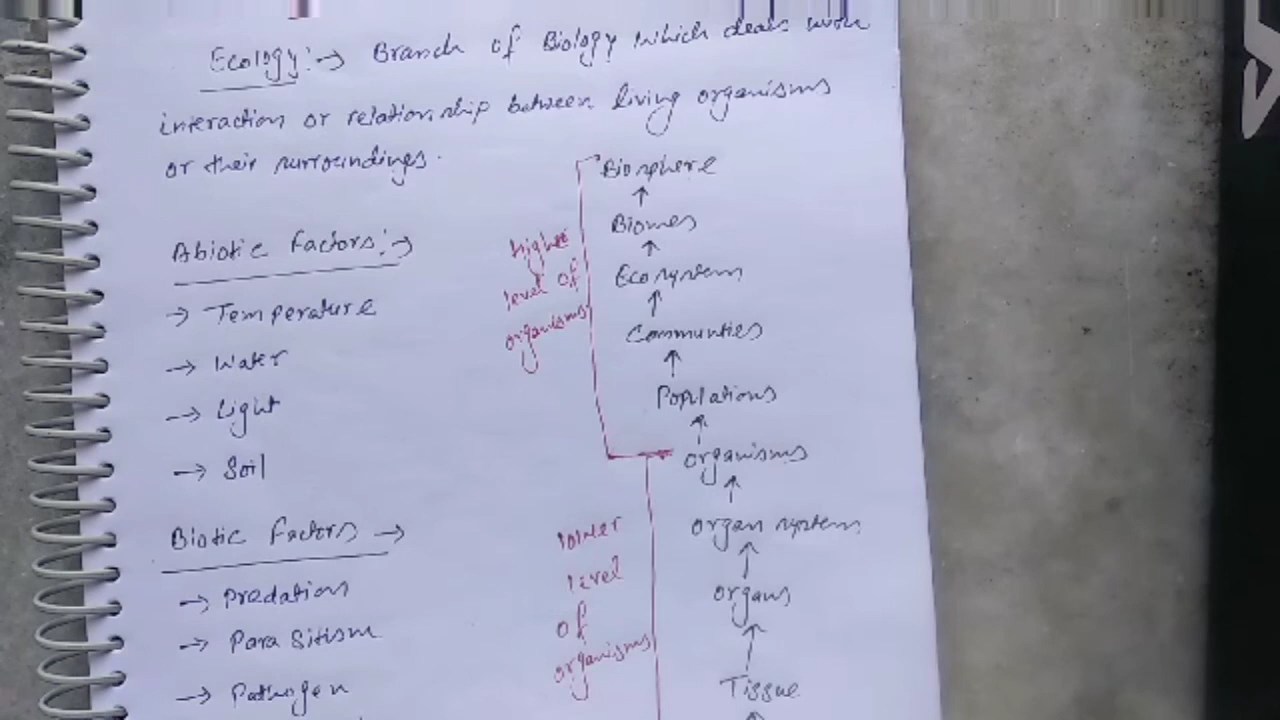 Ecology:→ Branch of Biology which deals with
interaction or relationship between living organisms
or their surroundings.
Abiotic Factors:→
→ Temperature
→ Water
→ Light
→ Soil
Biotic Factors →
→ Predation
→ Parasitism
→ Pathogen
Higher
level of
organisms
Biosphere
↑
Biomes
↑
Ecosystem
↑
Communties
↑
Populations
↑
organisms
↑
organ system
↑
organs
↑
Tissue
lower
level
of
organisms